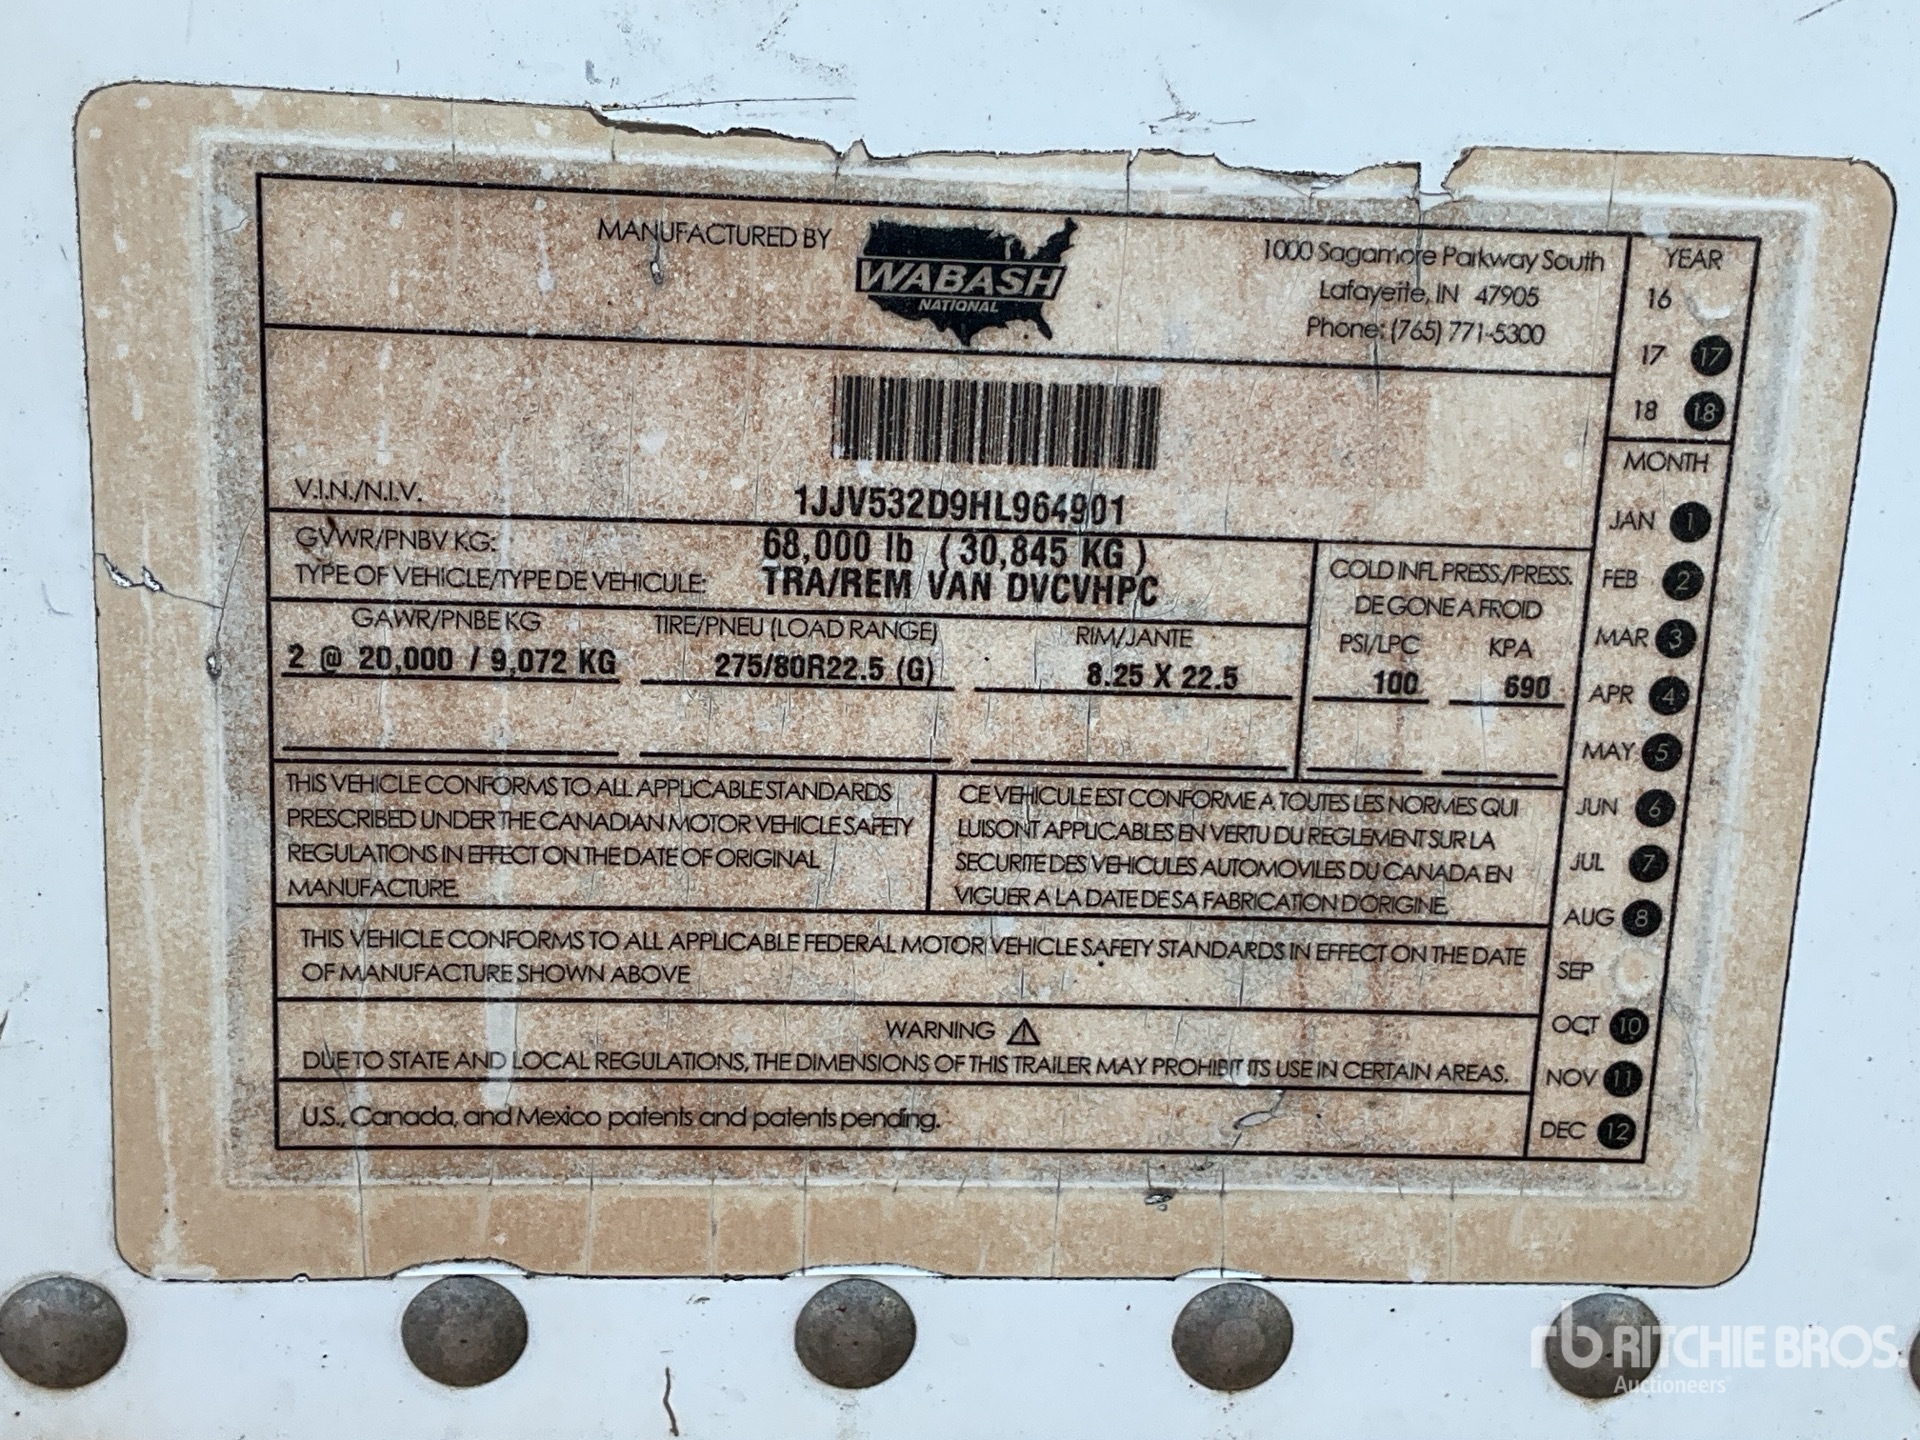 MANUFACTURED BY
WABASH
NATIONAL
1000 Sagamore Parkway South
Lafayette, IN 47905
Phone: (765) 771-5300
YEAR
16
17 17
18 18
V.I.N./N.I.V. 1JJV532D9HL964901
GVWR/PNBV KG: 68,000 lb (30,845 KG)
TYPE OF VEHICLE/TYPE DE VEHICULE: TRA/REM VAN DVCVHPC
GAWR/PNBE KG TIRE/PNEU (LOAD RANGE) RIM/JANTE
2 @ 20,000 / 9,072 KG 275/80R22.5 (G) 8.25 X 22.5
COLD INFL PRESS./PRESS.
DE GONE A FROID
PSI/LPC KPA
100 690
MONTH
JAN 1
FEB 2
MAR 3
APR 4
MAY 5
JUN 6
JUL 7
AUG 8
SEP
OCT 10
NOV 11
DEC 12
THIS VEHICLE CONFORMS TO ALL APPLICABLE STANDARDS
PRESCRIBED UNDER THE CANADIAN MOTOR VEHICLE SAFETY
REGULATIONS IN EFFECT ON THE DATE OF ORIGINAL
MANUFACTURE.
CE VEHICULE EST CONFORME A TOUTES LES NORMES QUI
LUI SONT APPLICABLES EN VERTU DU REGLEMENT SUR LA
SECURITE DES VEHICULES AUTOMOVILES DU CANADA EN
VIGUER A LA DATE DE SA FABRICATION D'ORIGINE.
THIS VEHICLE CONFORMS TO ALL APPLICABLE FEDERAL MOTOR VEHICLE SAFETY STANDARDS IN EFFECT ON THE DATE
OF MANUFACTURE SHOWN ABOVE
WARNING
DUE TO STATE AND LOCAL REGULATIONS, THE DIMENSIONS OF THIS TRAILER MAY PROHIBIT ITS USE IN CERTAIN AREAS.
U.S., Canada, and Mexico patents and patents pending.
rb RITCHIE BROS.
Auctioneers